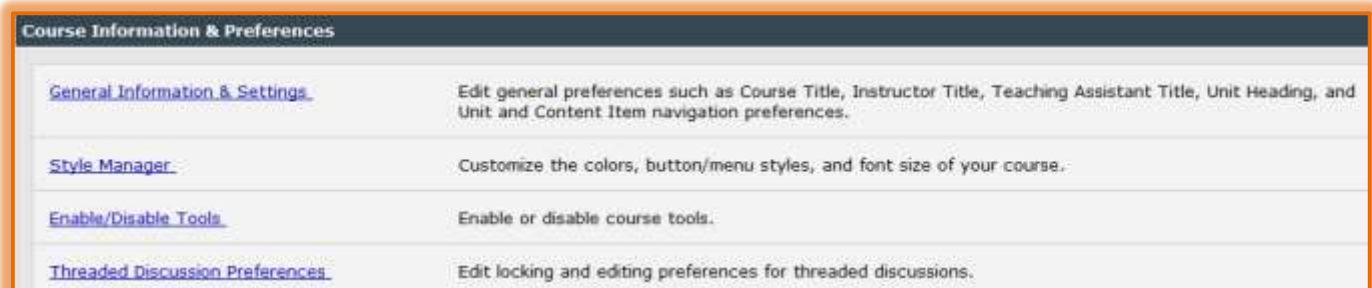 Course Information & Preferences
General Information & Settings
Edit general preferences such as Course Title, Instructor Title, Teaching Assistant Title, Unit Heading, and
Unit and Content Item navigation preferences.
Style Manager
Customize the colors, button/menu styles, and font size of your course.
Enable/Disable Tools
Enable or disable course tools.
Threaded Discussion Preferences
Edit locking and editing preferences for threaded discussions.